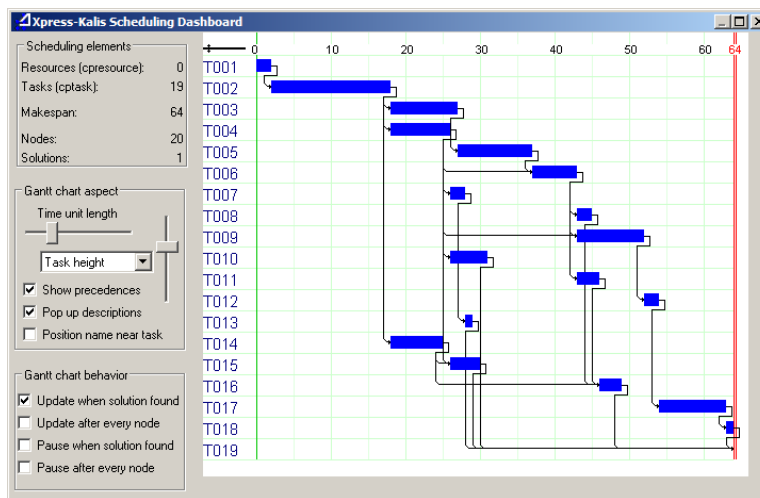 Xpress-Kalis Scheduling Dashboard
Scheduling elements
Resources (cpresource): 0
Tasks (cptask): 19
Makespan: 64
Nodes: 20
Solutions: 1
Gantt chart aspect
Time unit length
Task height
Show precedences
Pop up descriptions
Position name near task
Gantt chart behavior
Update when solution found
Update after every node
Pause when solution found
Pause after every node
0 10 20 30 40 50 60 64
T001
T002
T003
T004
T005
T006
T007
T008
T009
T010
T011
T012
T013
T014
T015
T016
T017
T018
T019